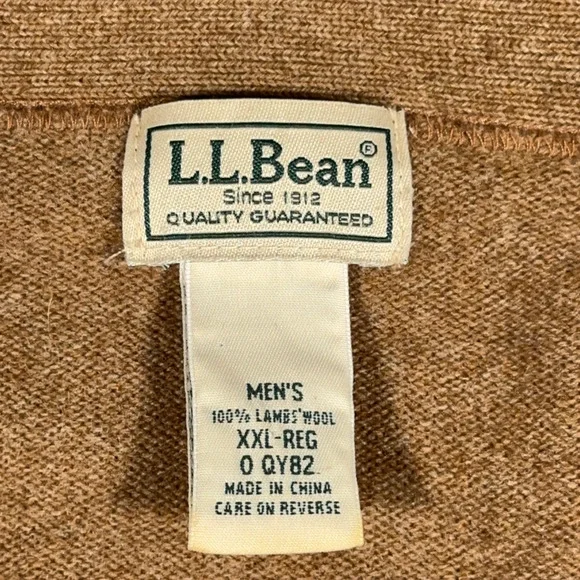 L.L.Bean®
Since 1912
QUALITY GUARANTEED
MEN'S
100% LAMBS' WOOL
XXL-REG
0 QY82
MADE IN CHINA
CARE ON REVERSE